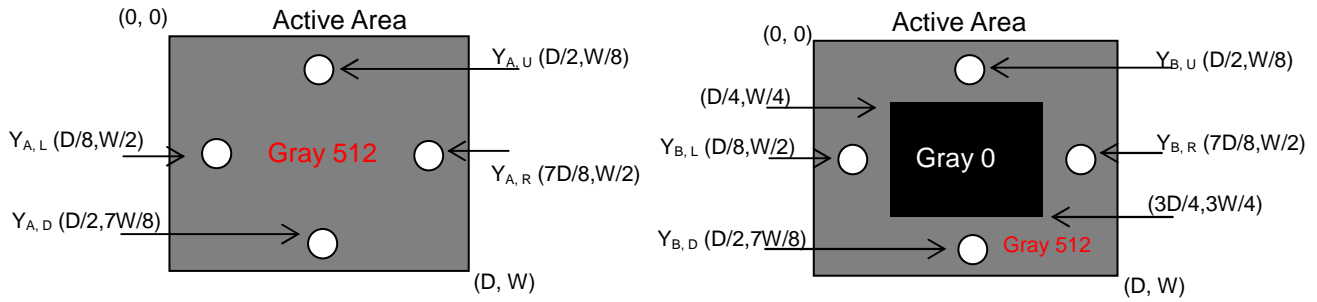 (0, 0)
Active Area
Y_A, U (D/2,W/8)
Y_A, L (D/8,W/2)
Gray 512
Y_A, R (7D/8,W/2)
Y_A, D (D/2,7W/8)
(D, W)
(0, 0)
Active Area
Y_B, U (D/2,W/8)
(D/4,W/4)
Y_B, L (D/8,W/2)
Gray 0
Y_B, R (7D/8,W/2)
(3D/4,3W/4)
Y_B, D (D/2,7W/8)
Gray 512
(D, W)